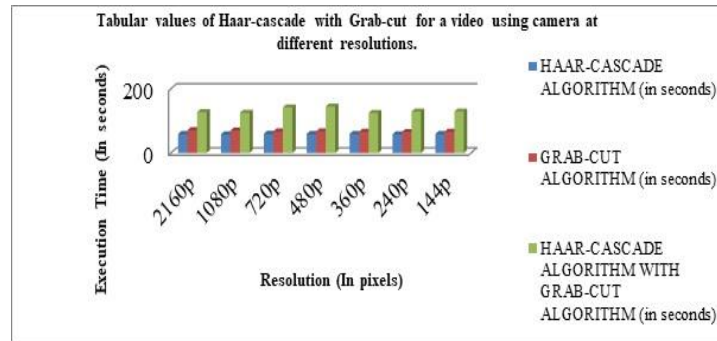 Tabular values of Haar-cascade with Grab-cut for a video using camera at
different resolutions.
Execution Time (In seconds)
200
0
2160p
1080p
720p
480p
360p
240p
144p
Resolution (In pixels)
HAAR-CASCADE
ALGORITHM (in seconds)
GRAB-CUT
ALGORITHM (in seconds)
HAAR-CASCADE
ALGORITHM WITH
GRAB-CUT
ALGORITHM (in seconds)